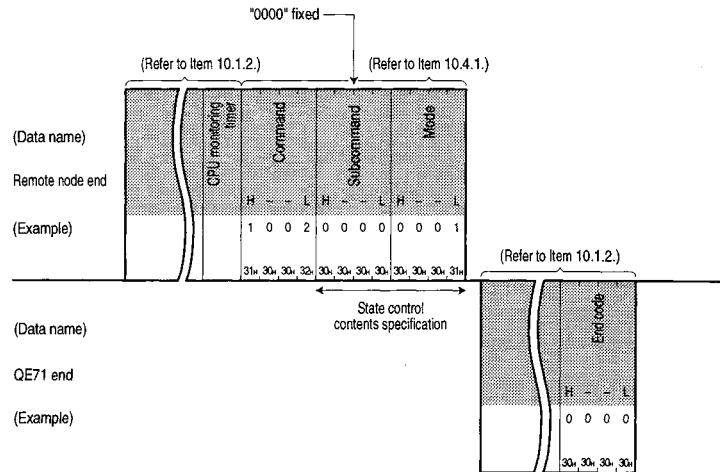 "0000" fixed
(Refer to Item 10.1.2.) (Refer to Item 10.4.1.)
(Data name)
Remote node end
CPU monitoring timer
Command
Subcommand
Mode
H - - L H - - L H - - L
(Example)
1 0 0 2 0 0 0 0 0 0 0 1
31H 30H 30H 32H 30H 30H 30H 30H 30H 30H 30H 31H
State control
contents specification
(Refer to Item 10.1.2.)
(Data name)
QE71 end
End code
H - - L
(Example)
0 0 0 0
30H 30H 30H 30H